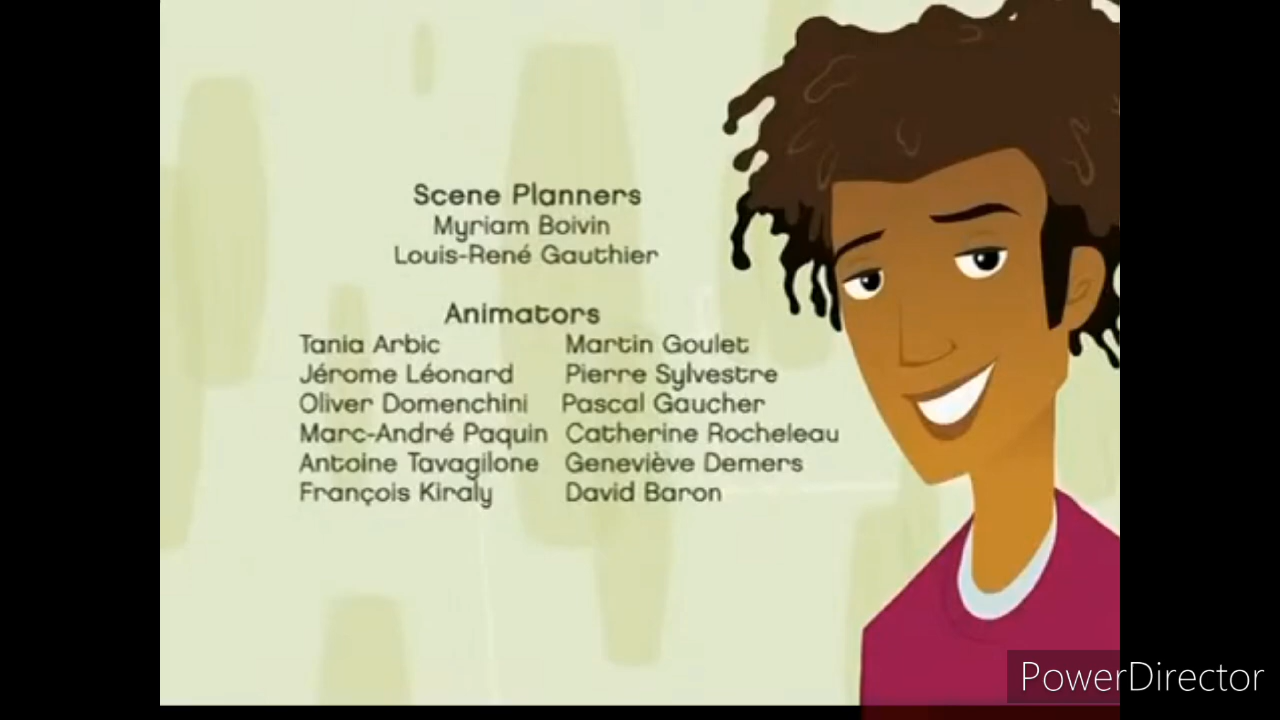 Scene Planners
Myriam Boivin
Louis-René Gauthier
Animators
Tania Arbic Martin Goulet
Jérome Léonard Pierre Sylvestre
Oliver Domenchini Pascal Gaucher
Marc-André Paquin Catherine Rocheleau
Antoine Tavagilone Geneviève Demers
François Kiraly David Baron
PowerDirector